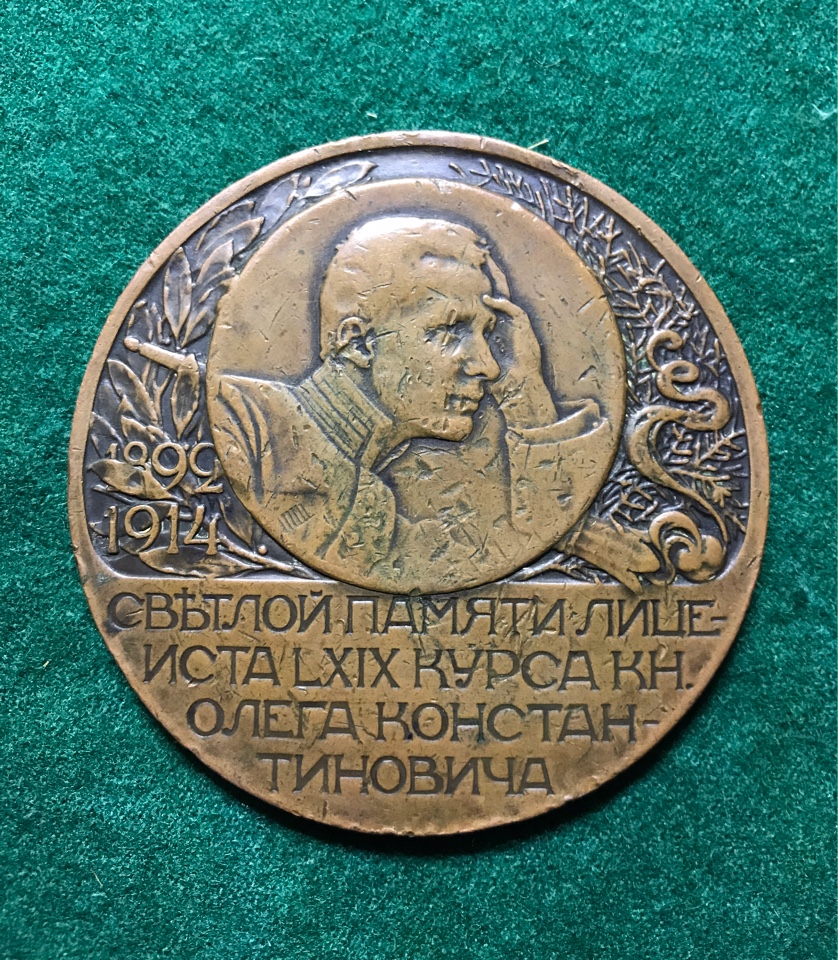 1892
1914
СВѢТЛОЙ ПАМЯТИ ЛИЦЕ-
ИСТА LXIX КУРСА КН.
ОЛЕГА КОНСТАН-
ТИНОВИЧА